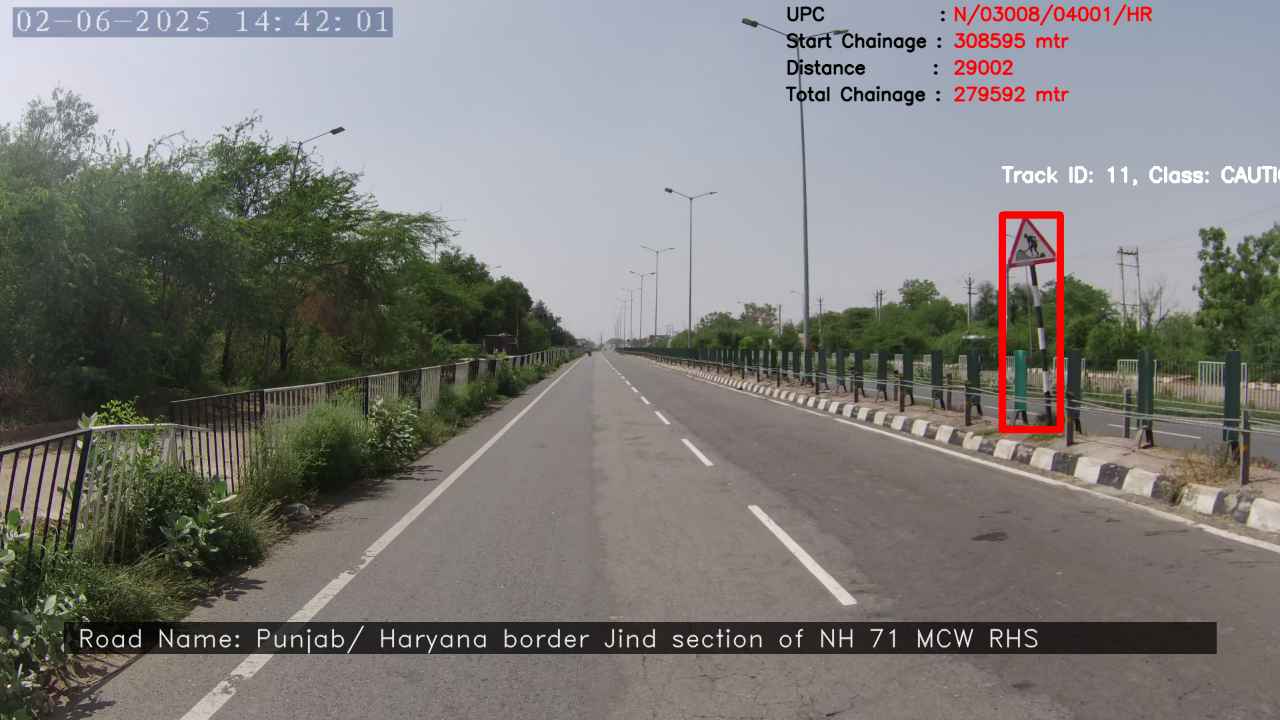 02-06-2025 14:42:01
UPC : N/03008/04001/HR
Start Chainage : 308595 mtr
Distance : 29002
Total Chainage : 279592 mtr
Track ID: 11, Class: CAUTI
Road Name: Punjab/ Haryana border Jind section of NH 71 MCW RHS